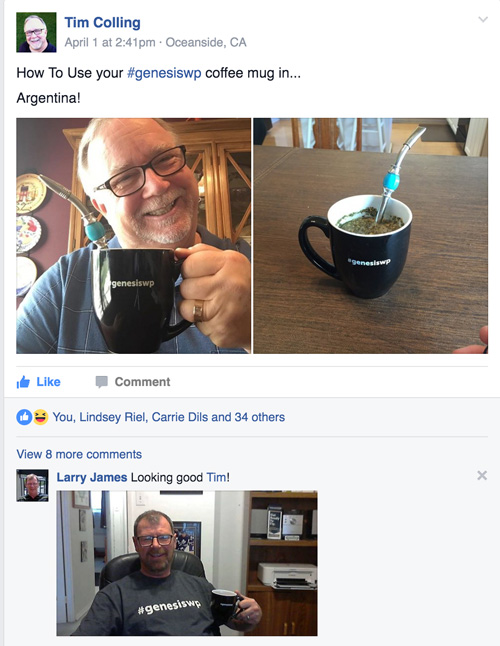 Tim Colling
April 1 at 2:41pm · Oceanside, CA
How To Use your #genesiswp coffee mug in...
Argentina!
genesiswp
#genesiswp
Like
Comment
You, Lindsey Riel, Carrie Dils and 34 others
View 8 more comments
Larry James Looking good Tim!
#genesiswp